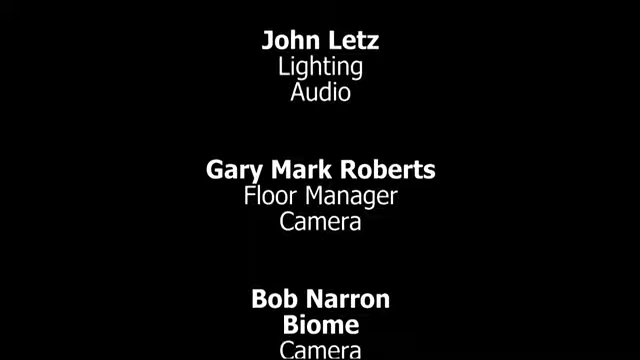 John Letz
Lighting
Audio
Gary Mark Roberts
Floor Manager
Camera
Bob Narron
Biome
Camera